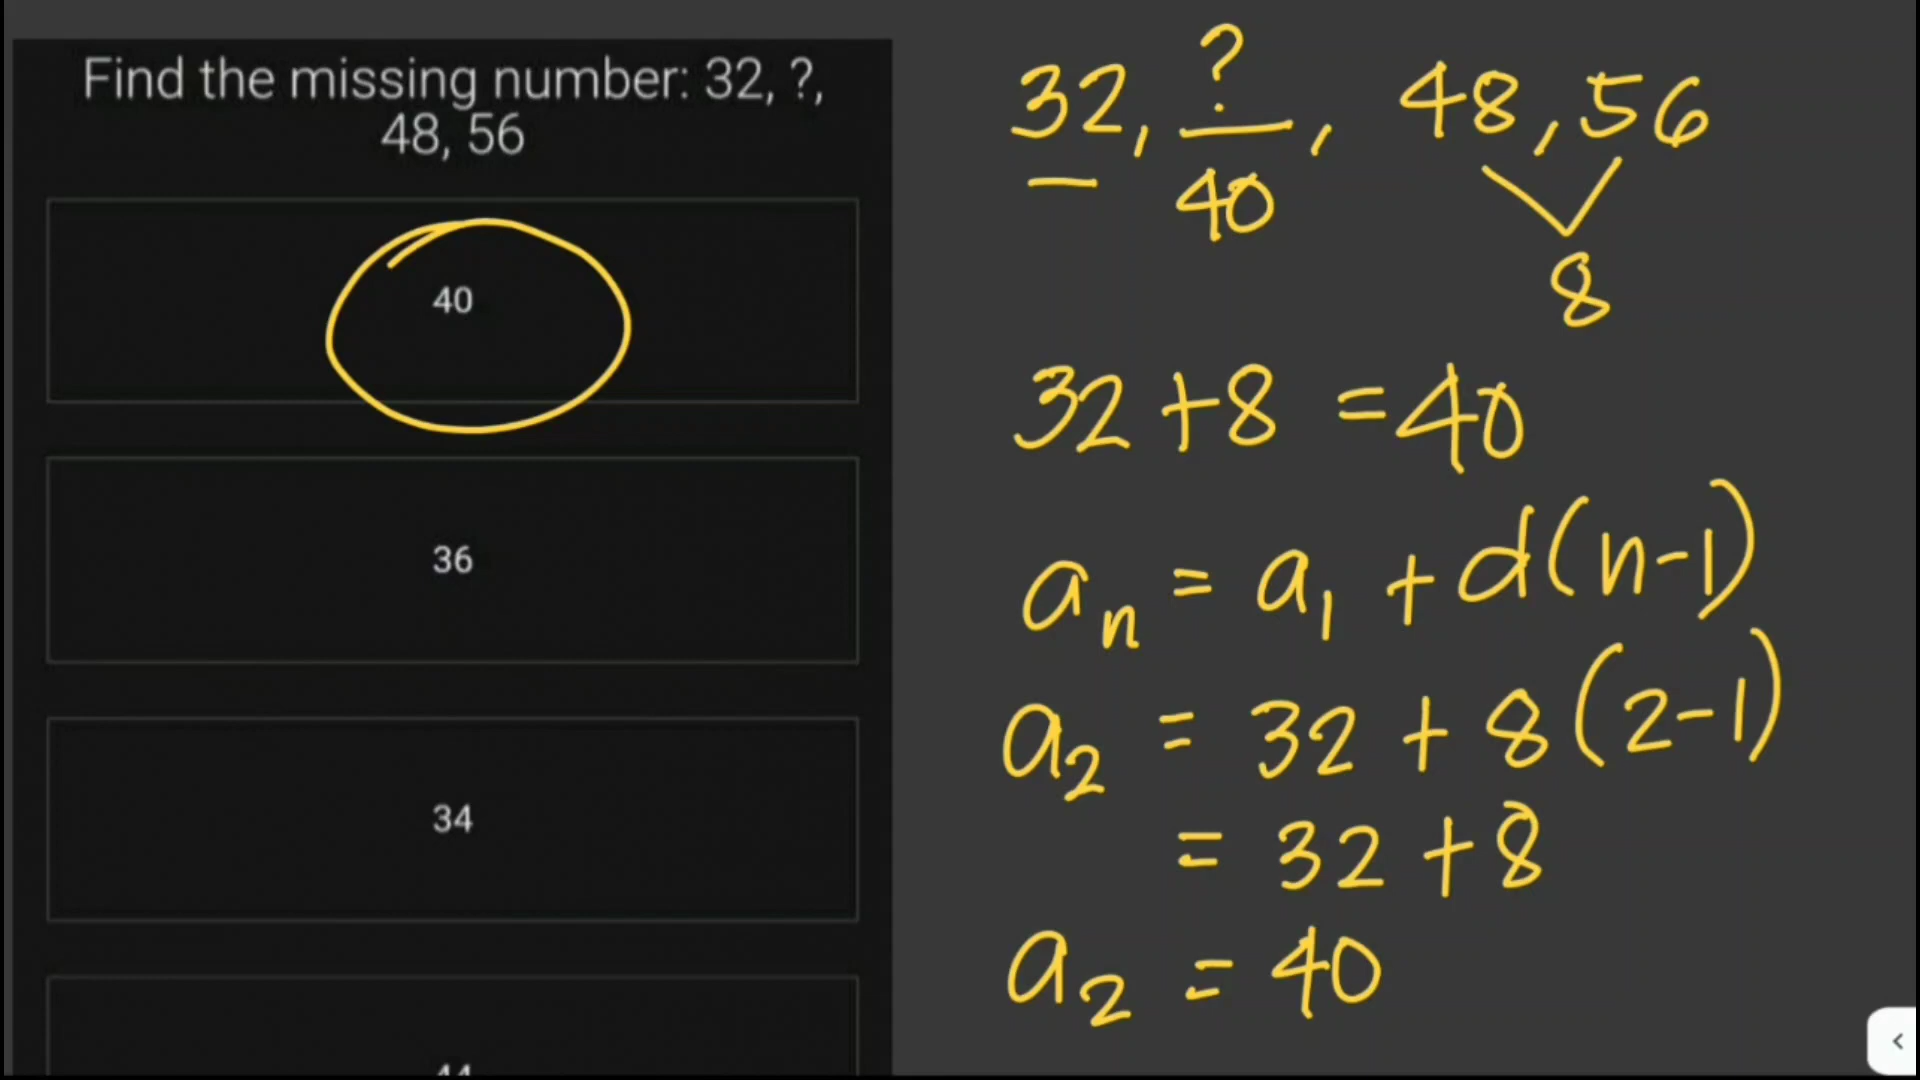 Find the missing number: 32, ?,
48, 56
40
36
34
32, ?, 48, 56
40
8
32 + 8 = 40
aₙ = a₁ + d(n-1)
a₂ = 32 + 8(2-1)
= 32 + 8
a₂ = 40
<